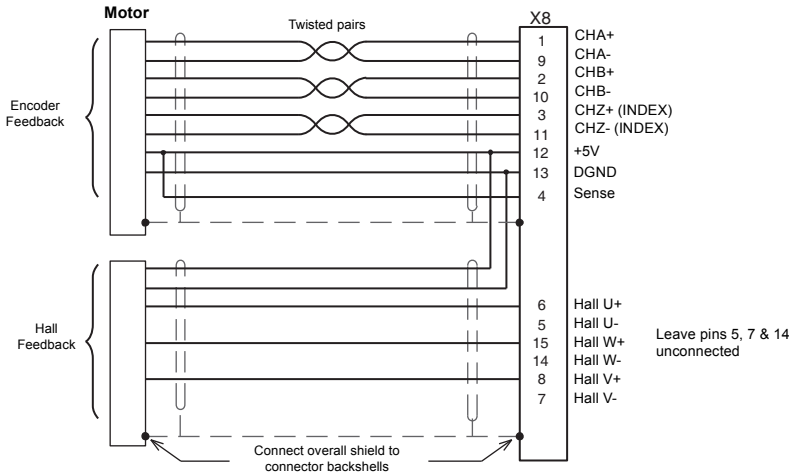 Motor
Twisted pairs
X8
1 CHA+
9 CHA-
2 CHB+
10 CHB-
3 CHZ+ (INDEX)
11 CHZ- (INDEX)
12 +5V
13 DGND
4 Sense
Encoder
Feedback
6 Hall U+
5 Hall U-
15 Hall W+
14 Hall W-
8 Hall V+
7 Hall V-
Hall
Feedback
Leave pins 5, 7 & 14
unconnected
Connect overall shield to
connector backshells